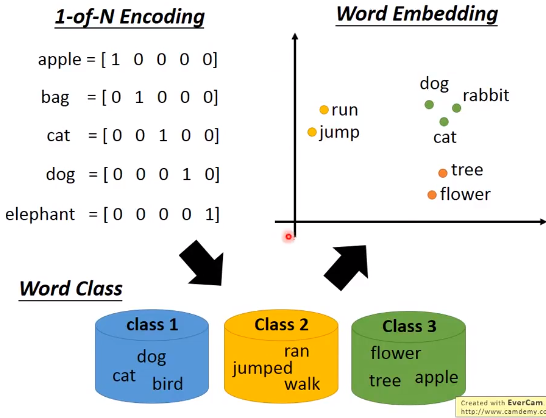 1-of-N Encoding
apple = [ 1 0 0 0 0]
bag = [ 0 1 0 0 0]
cat = [ 0 0 1 0 0]
dog = [ 0 0 0 1 0]
elephant = [ 0 0 0 0 1]
Word Embedding
dog
rabbit
run
jump
cat
tree
flower
Word Class
class 1
dog
cat
bird
Class 2
ran
jumped
walk
Class 3
flower
tree apple
Created with EverCam.
http://www.camdemy.com